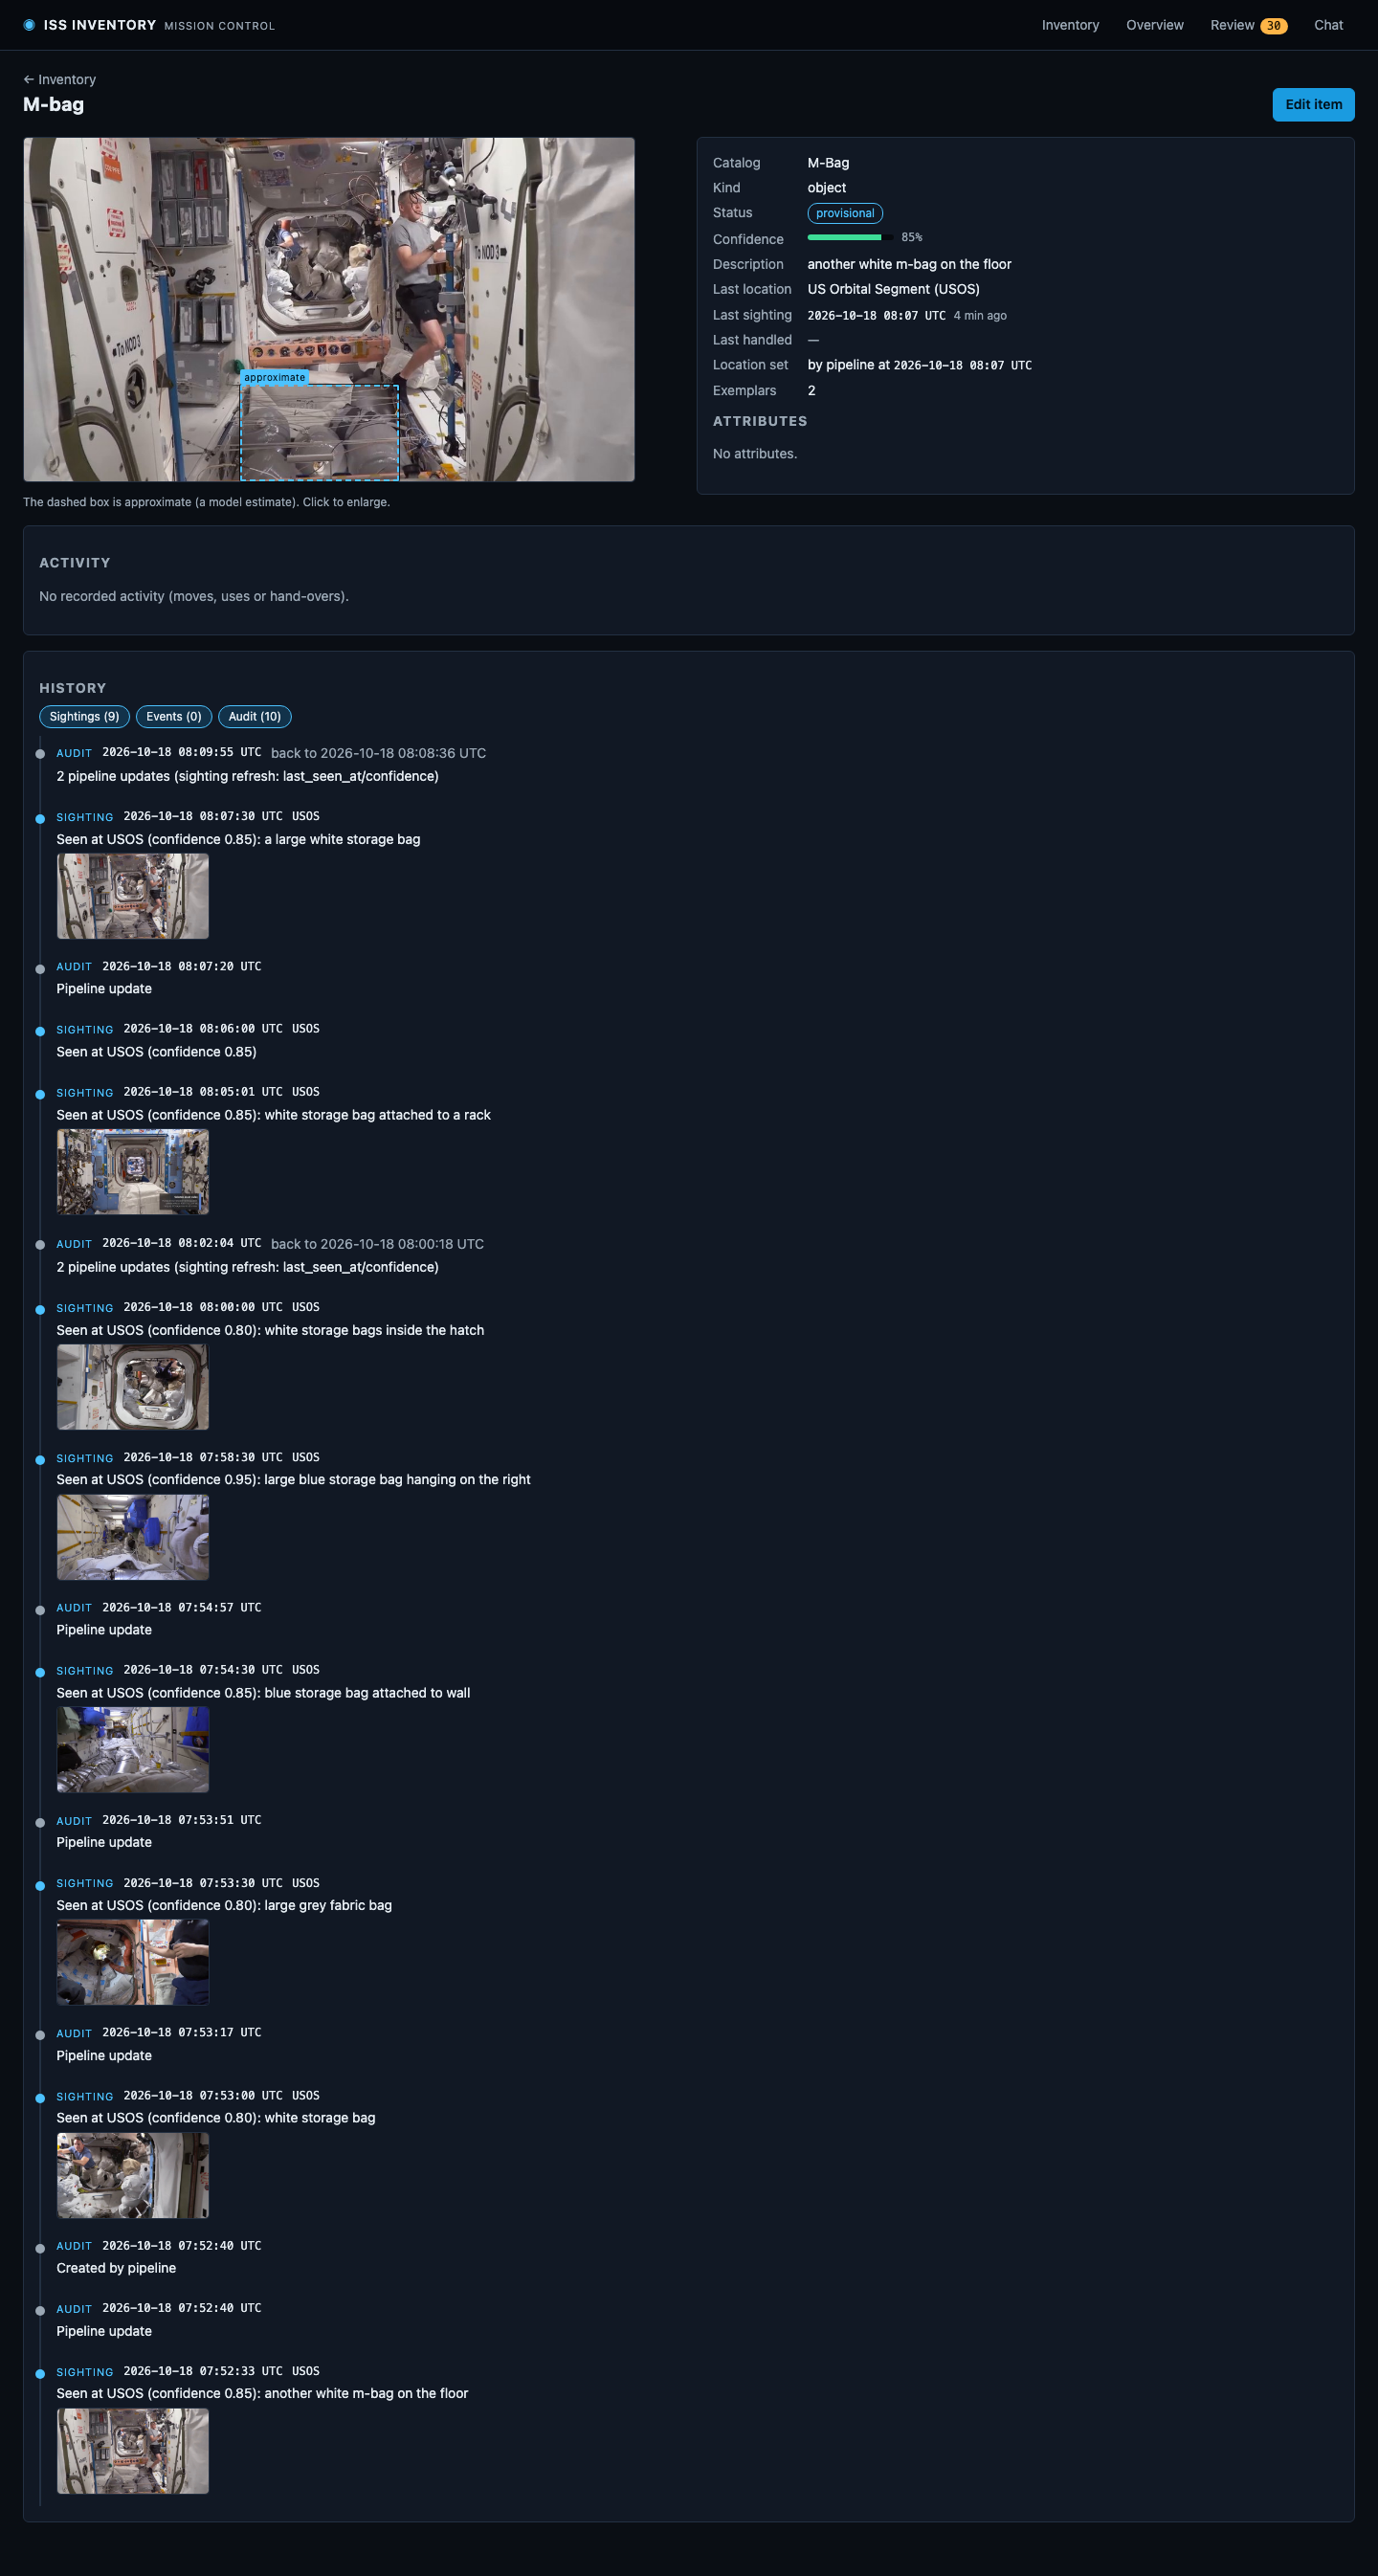 ISS INVENTORY MISSION CONTROL
Inventory Overview Review 30 Chat
← Inventory
M-bag
Edit item
To NOD 3
To NOD 3
approximate
The dashed box is approximate (a model estimate). Click to enlarge.
Catalog M-Bag
Kind object
Status provisional
Confidence 85%
Description another white m-bag on the floor
Last location US Orbital Segment (USOS)
Last sighting 2026-10-18 08:07 UTC 4 min ago
Last handled —
Location set by pipeline at 2026-10-18 08:07 UTC
Exemplars 2
ATTRIBUTES
No attributes.
ACTIVITY
No recorded activity (moves, uses or hand-overs).
HISTORY
Sightings (9) Events (0) Audit (10)
AUDIT 2026-10-18 08:09:55 UTC back to 2026-10-18 08:08:36 UTC
2 pipeline updates (sighting refresh: last_seen_at/confidence)
SIGHTING 2026-10-18 08:07:30 UTC USOS
Seen at USOS (confidence 0.85): a large white storage bag
AUDIT 2026-10-18 08:07:20 UTC
Pipeline update
SIGHTING 2026-10-18 08:06:00 UTC USOS
Seen at USOS (confidence 0.85)
SIGHTING 2026-10-18 08:05:01 UTC USOS
Seen at USOS (confidence 0.85): white storage bag attached to a rack
AUDIT 2026-10-18 08:02:04 UTC back to 2026-10-18 08:00:18 UTC
2 pipeline updates (sighting refresh: last_seen_at/confidence)
SIGHTING 2026-10-18 08:00:00 UTC USOS
Seen at USOS (confidence 0.80): white storage bags inside the hatch
SIGHTING 2026-10-18 07:58:30 UTC USOS
Seen at USOS (confidence 0.95): large blue storage bag hanging on the right
AUDIT 2026-10-18 07:54:57 UTC
Pipeline update
SIGHTING 2026-10-18 07:54:30 UTC USOS
Seen at USOS (confidence 0.85): blue storage bag attached to wall
AUDIT 2026-10-18 07:53:51 UTC
Pipeline update
SIGHTING 2026-10-18 07:53:30 UTC USOS
Seen at USOS (confidence 0.80): large grey fabric bag
AUDIT 2026-10-18 07:53:17 UTC
Pipeline update
SIGHTING 2026-10-18 07:53:00 UTC USOS
Seen at USOS (confidence 0.80): white storage bag
AUDIT 2026-10-18 07:52:40 UTC
Created by pipeline
AUDIT 2026-10-18 07:52:40 UTC
Pipeline update
SIGHTING 2026-10-18 07:52:33 UTC USOS
Seen at USOS (confidence 0.85): another white m-bag on the floor